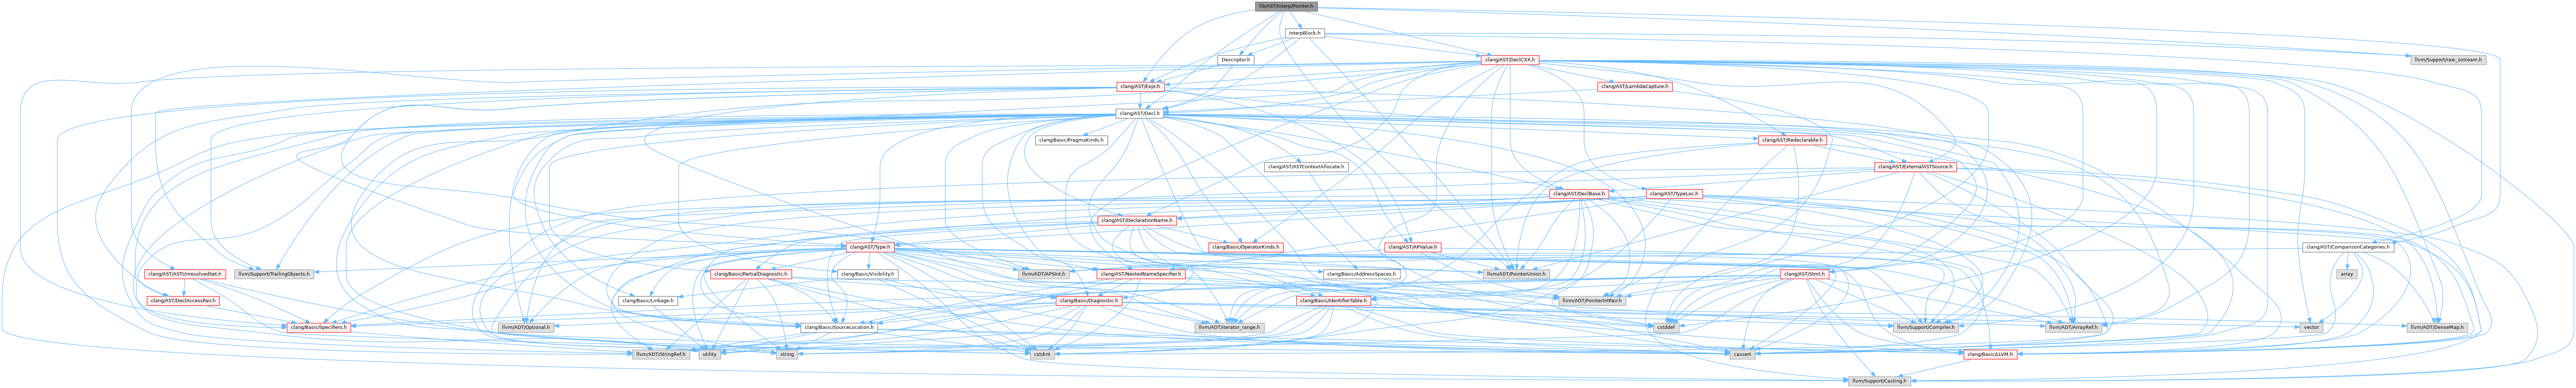 lib/AST/Interp/Pointer.h
InterpBlock.h
Descriptor.h
clang/AST/DeclCXX.h
llvm/Support/raw_ostream.h
clang/AST/Expr.h
clang/AST/LambdaCapture.h
clang/AST/Decl.h
clang/Basic/PragmaKinds.h
clang/AST/Redeclarable.h
clang/AST/ASTContextAllocate.h
clang/AST/ExternalASTSource.h
clang/AST/DeclBase.h
clang/AST/TypeLoc.h
clang/AST/DeclarationName.h
clang/AST/Type.h
clang/Basic/OperatorKinds.h
clang/AST/APValue.h
clang/AST/ComparisonCategories.h
clang/AST/ASTUnresolvedSet.h
llvm/Support/TrailingObjects.h
clang/Basic/PartialDiagnostic.h
clang/Basic/Visibility.h
llvm/ADT/APSInt.h
clang/AST/NestedNameSpecifier.h
clang/Basic/AddressSpaces.h
llvm/ADT/PointerUnion.h
clang/AST/Stmt.h
array
clang/AST/DeclAccessPair.h
clang/Basic/Linkage.h
clang/Basic/Diagnostic.h
clang/Basic/IdentifierTable.h
llvm/ADT/PointerIntPair.h
clang/Basic/Specifiers.h
llvm/ADT/Optional.h
clang/Basic/SourceLocation.h
llvm/ADT/iterator_range.h
cstddef
llvm/Support/Compiler.h
llvm/ADT/ArrayRef.h
vector
llvm/ADT/DenseMap.h
llvm/ADT/StringRef.h
utility
string
cstdint
cassert
clang/Basic/LLVM.h
llvm/Support/Casting.h